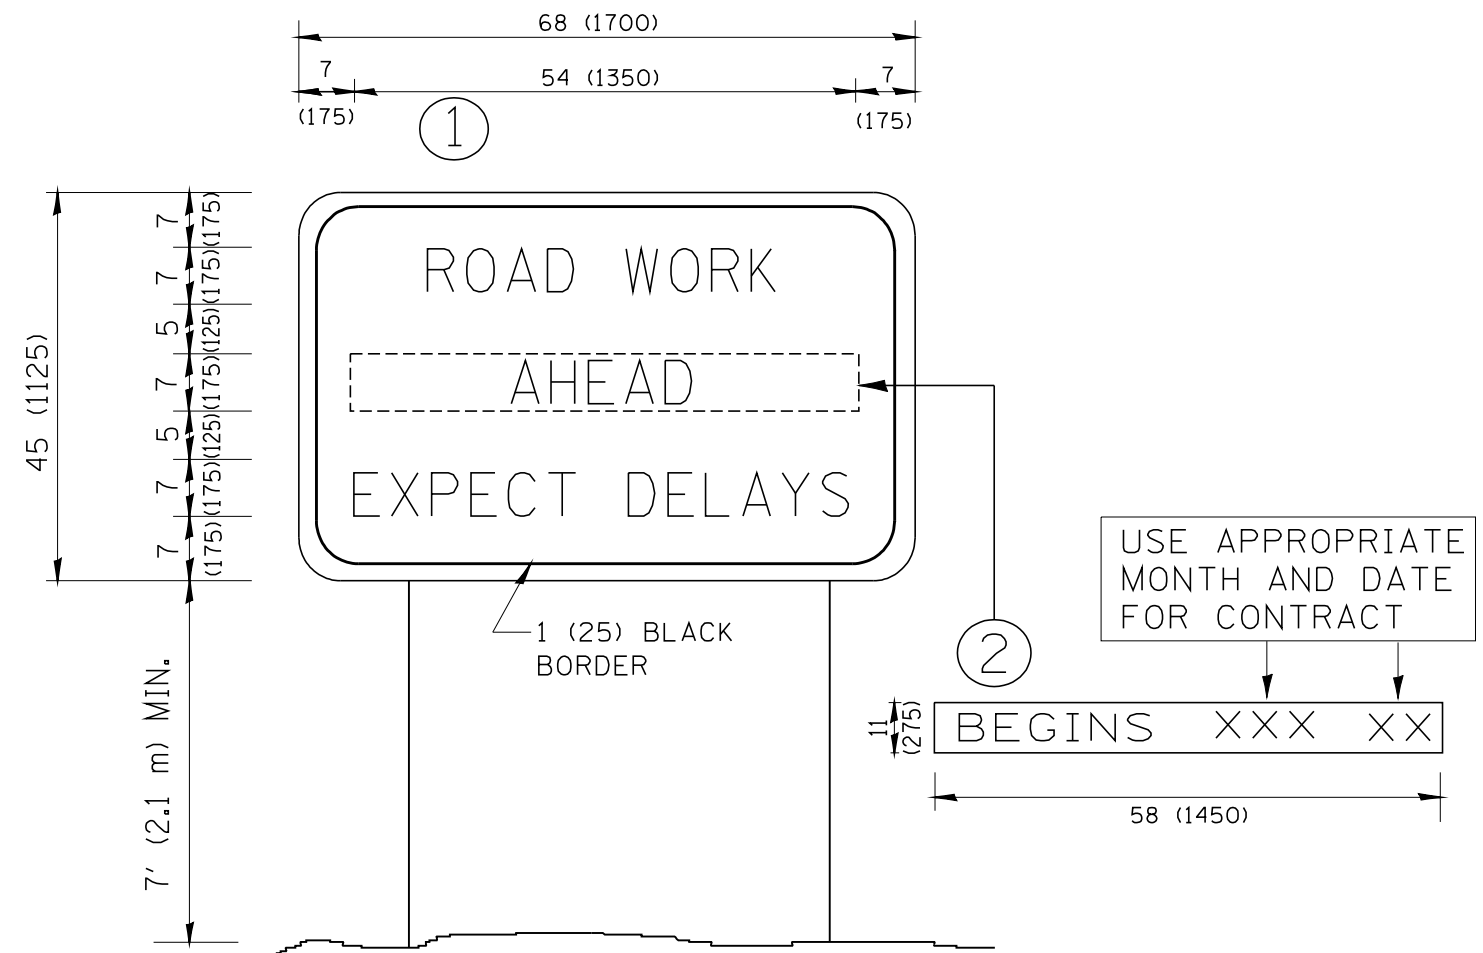 68 (1700)
7
54 (1350)
7
(175)
(175)
1
45 (1125)
7
(175)
7
(175)
5
(125)
7
(175)
5
(125)
7
(175)
7
(175)
ROAD WORK
AHEAD
EXPECT DELAYS
1 (25) BLACK
BORDER
7' (2.1 m) MIN.
2
USE APPROPRIATE
MONTH AND DATE
FOR CONTRACT
11
(275)
BEGINS XXX XX
58 (1450)